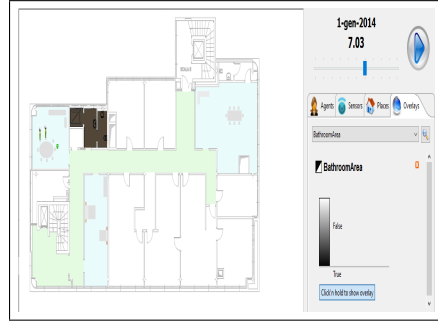 1-gen-2014
7.03
Agents Sensors Places Overlays
BathroomArea
BathroomArea
False
True
Click'n hold to show overlay